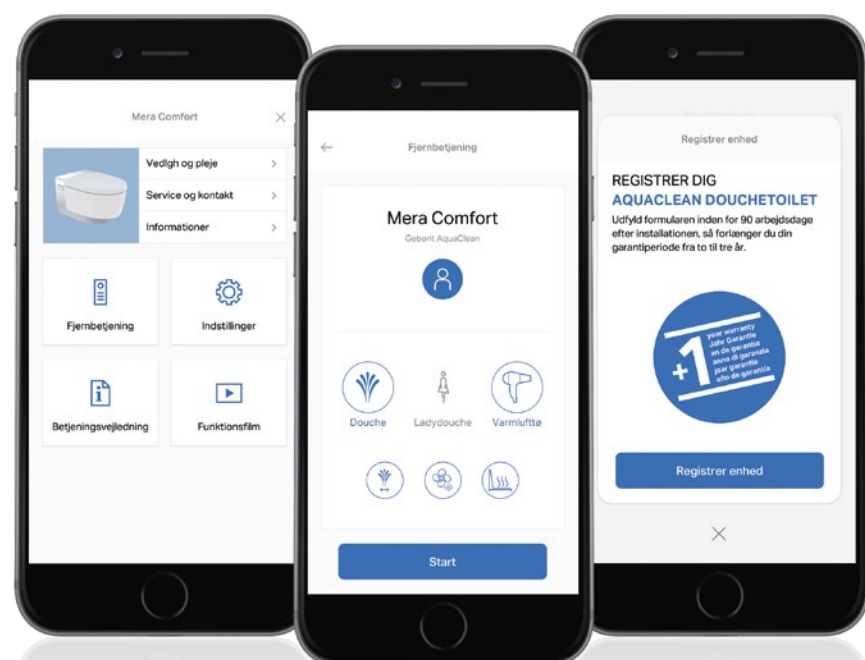 Mera Comfort
Vedlgh og pleje
Service og kontakt
Informationer
Fjernbetjening
Indstillinger
Betjeningsvejledning
Funktionsfilm
Fjernbetjening
Mera Comfort
Geberit AquaClean
Douche
Ladydouche
Varmlufttø
Start
Registrer enhed
REGISTRER DIG
AQUACLEAN DOUCHETOILET
Udfyld formularen inden for 90 arbejdsdage
efter installationen, så forlænger du din
garantiperiode fra to til tre år.
+1
year warranty
Jahr Garantie
an de garantie
anno di garanzia
jaar garantie
año de garantía
Registrer enhed